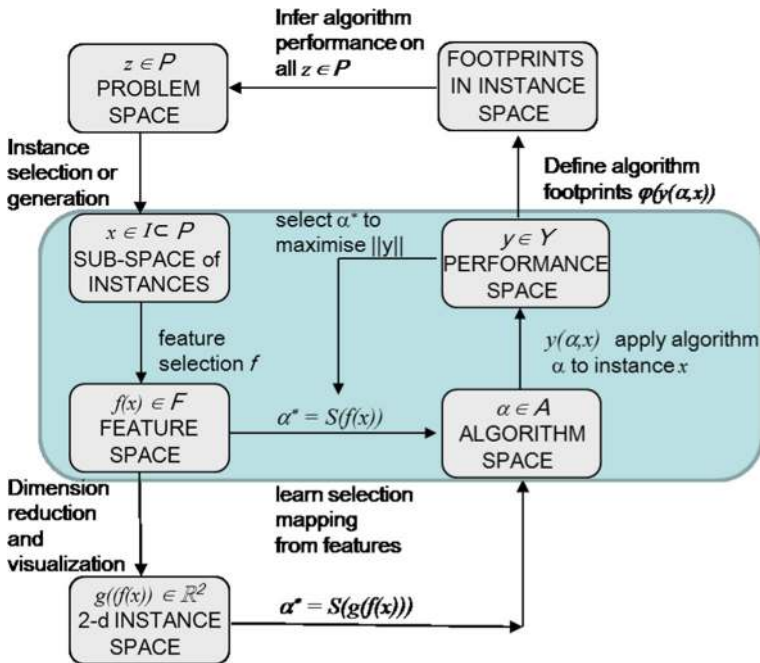 Infer algorithm
performance on
all z ∈ P
z ∈ P
PROBLEM
SPACE
FOOTPRINTS
IN INSTANCE
SPACE
Instance
selection or
generation
Define algorithm
footprints φ(y(α,x))
x ∈ I ⊂ P
SUB-SPACE of
INSTANCES
select α* to
maximise ||y||
y ∈ Y
PERFORMANCE
SPACE
feature
selection f
y(α,x) apply algorithm
α to instance x
f(x) ∈ F
FEATURE
SPACE
α* = S(f(x))
α ∈ A
ALGORITHM
SPACE
Dimension
reduction
and
visualization
learn selection
mapping
from features
g((f(x)) ∈ ℝ²
2-d INSTANCE
SPACE
α* = S(g(f(x)))